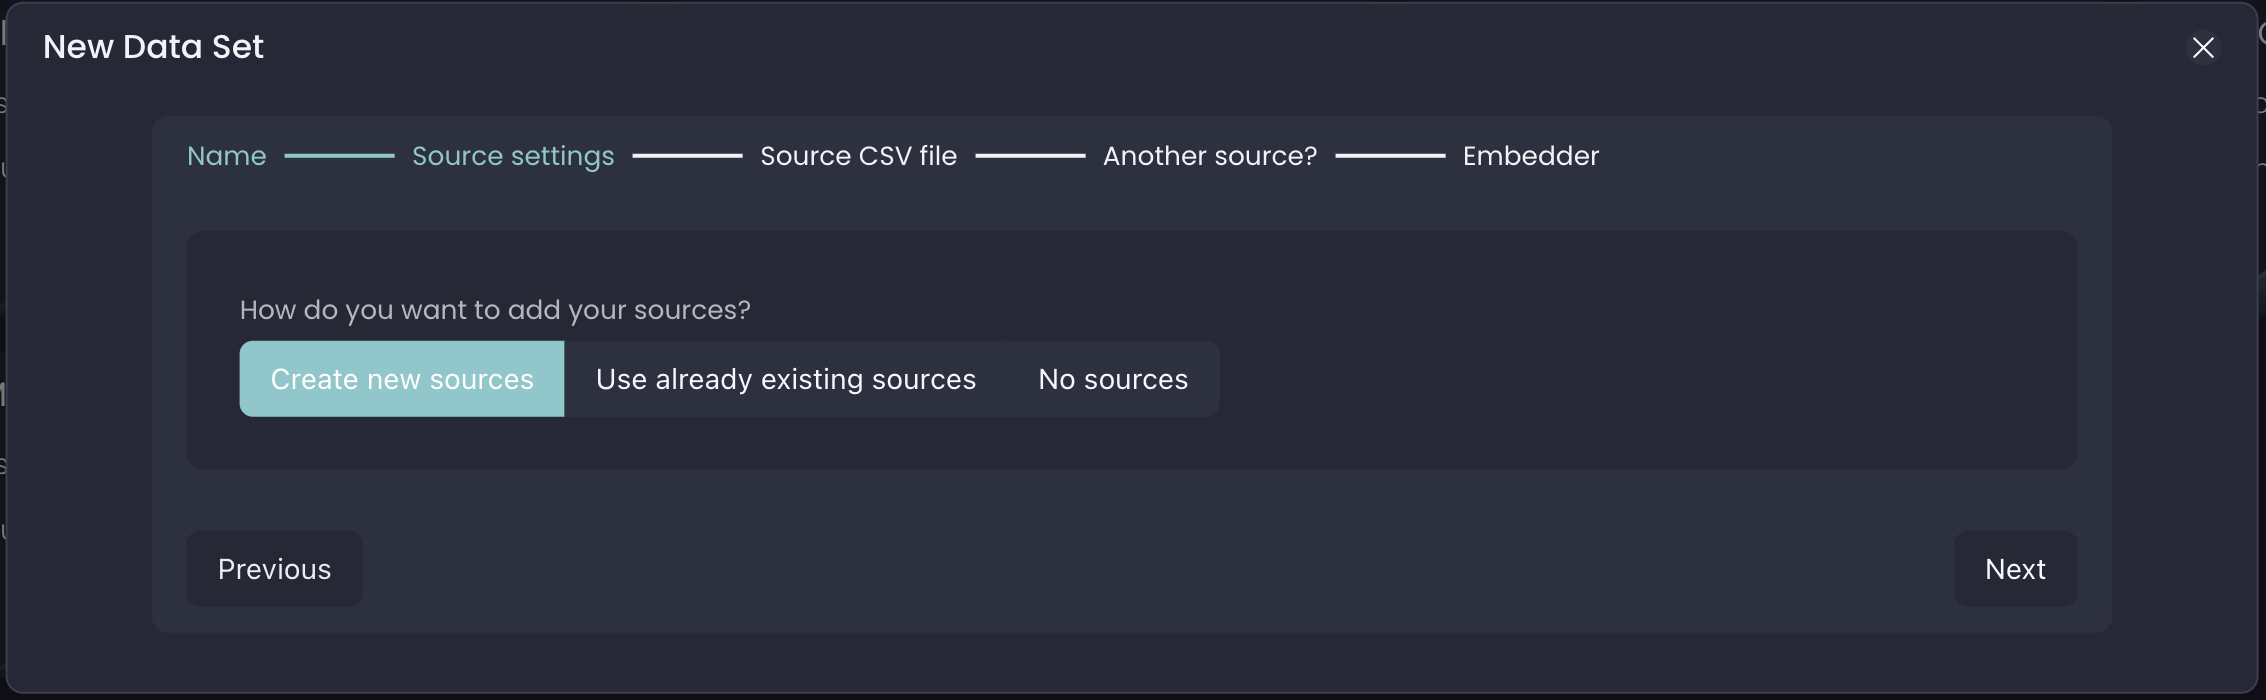 New Data Set
Name Source settings Source CSV file Another source? Embedder
How do you want to add your sources?
Create new sources Use already existing sources No sources
Previous Next